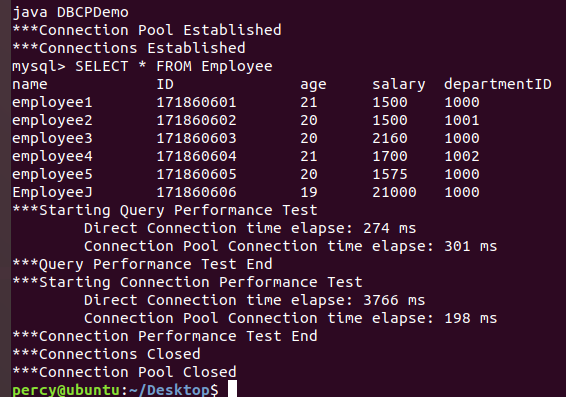 java DBCPDemo
***Connection Pool Established
***Connections Established
mysql> SELECT * FROM Employee
name ID age salary departmentID
employee1 171860601 21 1500 1000
employee2 171860602 20 1500 1001
employee3 171860603 20 2160 1000
employee4 171860604 21 1700 1002
employee5 171860605 20 1575 1000
EmployeeJ 171860606 19 21000 1000
***Starting Query Performance Test
Direct Connection time elapse: 274 ms
Connection Pool Connection time elapse: 301 ms
***Query Performance Test End
***Starting Connection Performance Test
Direct Connection time elapse: 3766 ms
Connection Pool Connection time elapse: 198 ms
***Connection Performance Test End
***Connections Closed
***Connection Pool Closed
percy@ubuntu:~/Desktop$